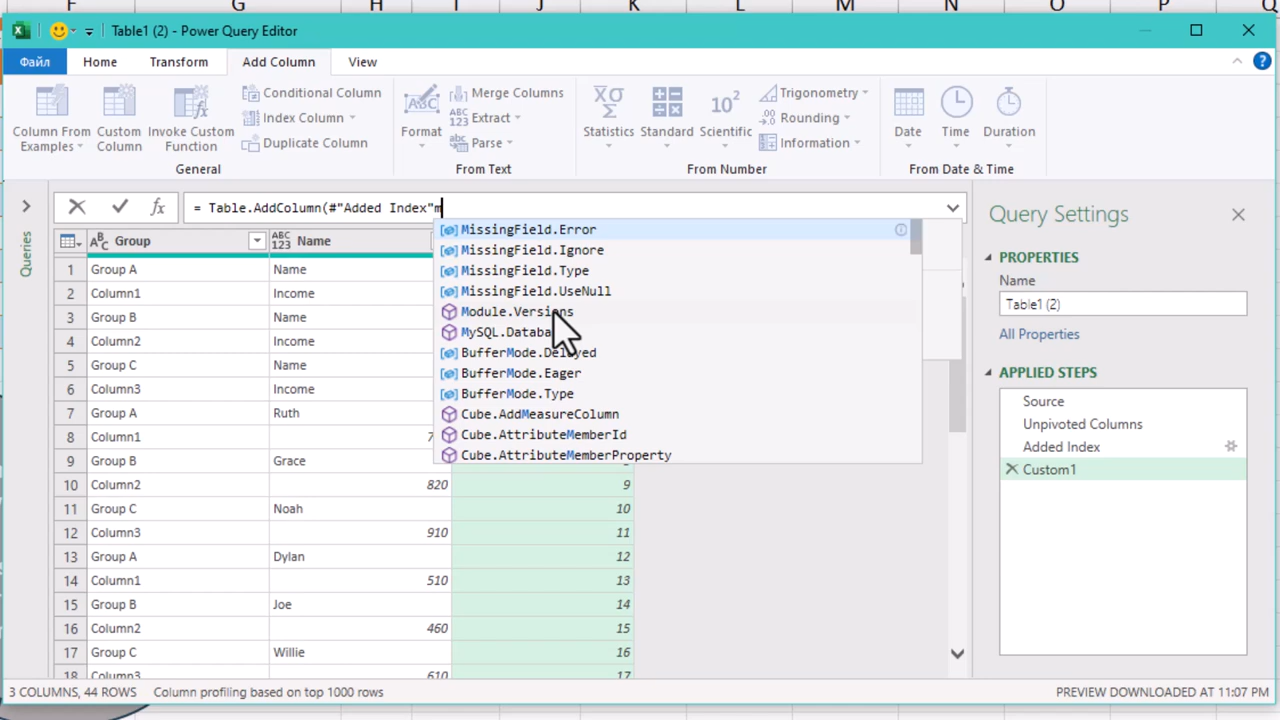 F G H I J K L M N O P Q
Table1 (2) - Power Query Editor
Файл Home Transform Add Column View
Column From Examples
Custom Column
Invoke Custom Function
Conditional Column
Index Column
Duplicate Column
General
Format
Merge Columns
Extract
Parse
From Text
Statistics
Standard
Scientific
Trigonometry
Rounding
Information
From Number
Date
Time
Duration
From Date & Time
= Table.AddColumn(#"Added Index"m
Queries
Group Name
1 Group A Name
2 Column1 Income
3 Group B Name
4 Column2 Income
5 Group C Name
6 Column3 Income
7 Group A Ruth
8 Column1 7
9 Group B Grace
10 Column2 820 9
11 Group C Noah 10
12 Column3 910 11
13 Group A Dylan 12
14 Column1 510 13
15 Group B Joe 14
16 Column2 460 15
17 Group C Willie 16
18 Column3 610 17
MissingField.Error
MissingField.Ignore
MissingField.Type
MissingField.UseNull
Module.Versions
MySQL.Databa
BufferMode.Delayed
BufferMode.Eager
BufferMode.Type
Cube.AddMeasureColumn
Cube.AttributeMemberId
Cube.AttributeMemberProperty
Query Settings
PROPERTIES
Name
Table1 (2)
All Properties
APPLIED STEPS
Source
Unpivoted Columns
Added Index
Custom1
3 COLUMNS, 44 ROWS Column profiling based on top 1000 rows PREVIEW DOWNLOADED AT 11:07 PM